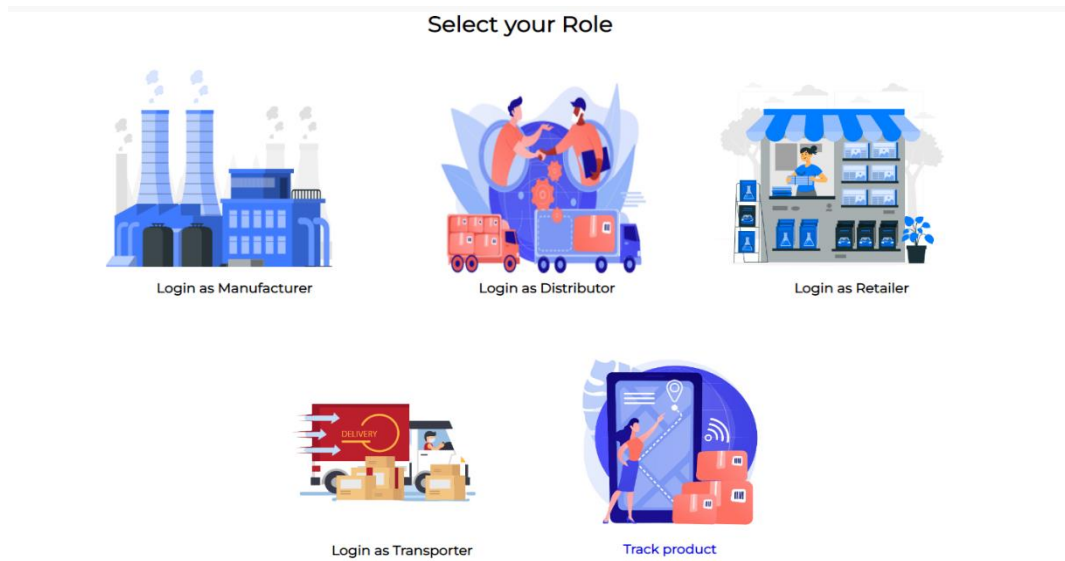 Select your Role
Login as Manufacturer
Login as Distributor
Login as Retailer
DELIVERY
Login as Transporter
Track product